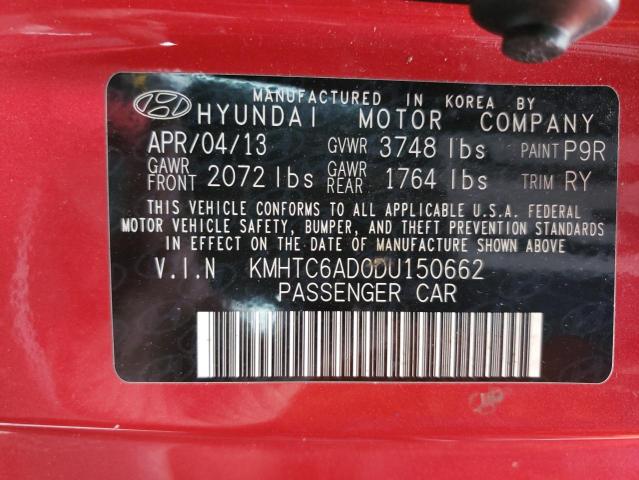 MANUFACTURED IN KOREA BY
HYUNDAI MOTOR COMPANY
APR/04/13 GVWR 3748 lbs PAINT P9R
GAWR FRONT 2072 lbs GAWR REAR 1764 lbs TRIM RY
THIS VEHICLE CONFORMS TO ALL APPLICABLE U.S.A. FEDERAL
MOTOR VEHICLE SAFETY, BUMPER, AND THEFT PREVENTION STANDARDS
IN EFFECT ON THE DATE OF MANUFACTURE SHOWN ABOVE
V.I.N KMHTC6AD0DU150662
PASSENGER CAR